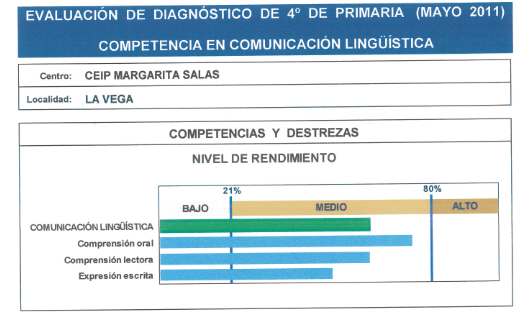 EVALUACIÓN DE DIAGNÓSTICO DE 4º DE PRIMARIA (MAYO 2011)
COMPETENCIA EN COMUNICACIÓN LINGÜÍSTICA
Centro: CEIP MARGARITA SALAS
Localidad: LA VEGA
COMPETENCIAS Y DESTREZAS
NIVEL DE RENDIMIENTO
21% 80%
BAJO MEDIO ALTO
COMUNICACIÓN LINGÜÍSTICA
Comprensión oral
Comprensión lectora
Expresión escrita